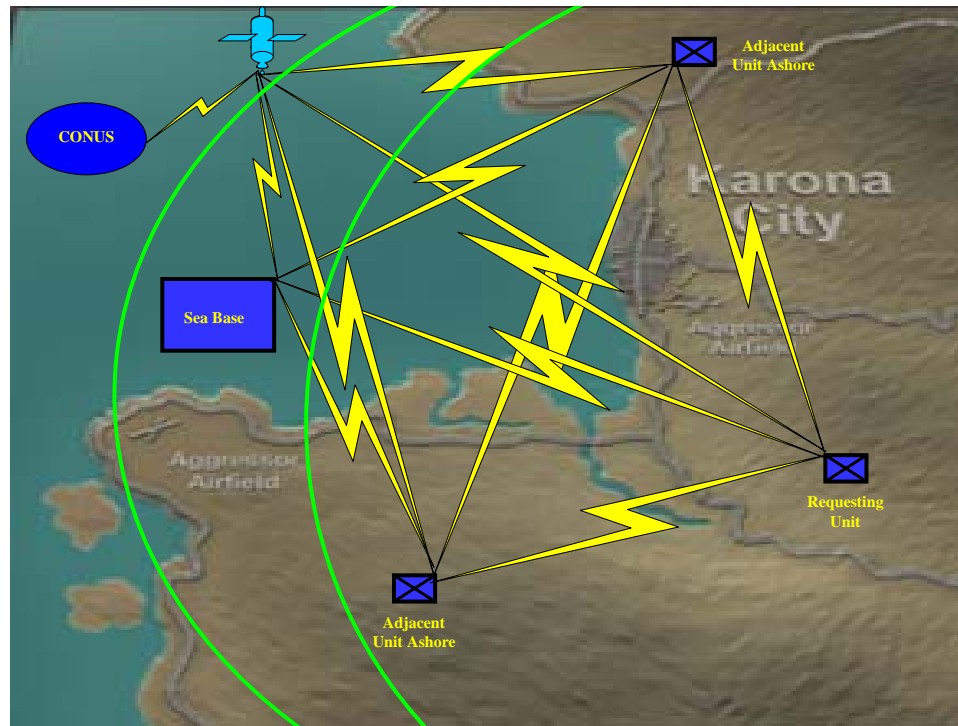 Adjacent
Unit Ashore
CONUS
Karona
City
Sea Base
Aggressor
Airfield
Aggressor
Airfield
Requesting
Unit
Adjacent
Unit Ashore